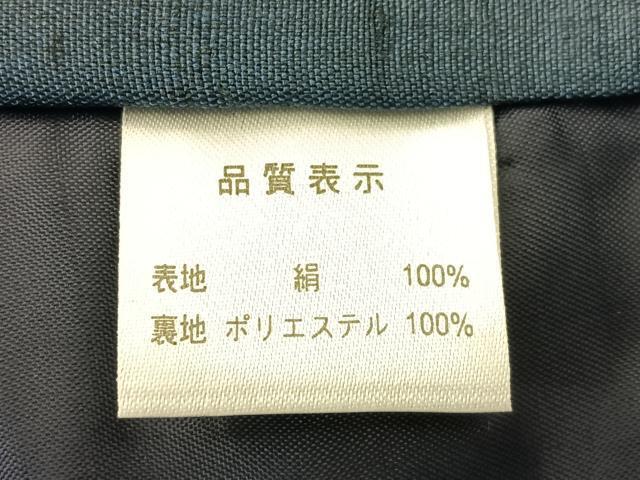 品質表示
表地 絹 100%
裏地 ポリエステル 100%